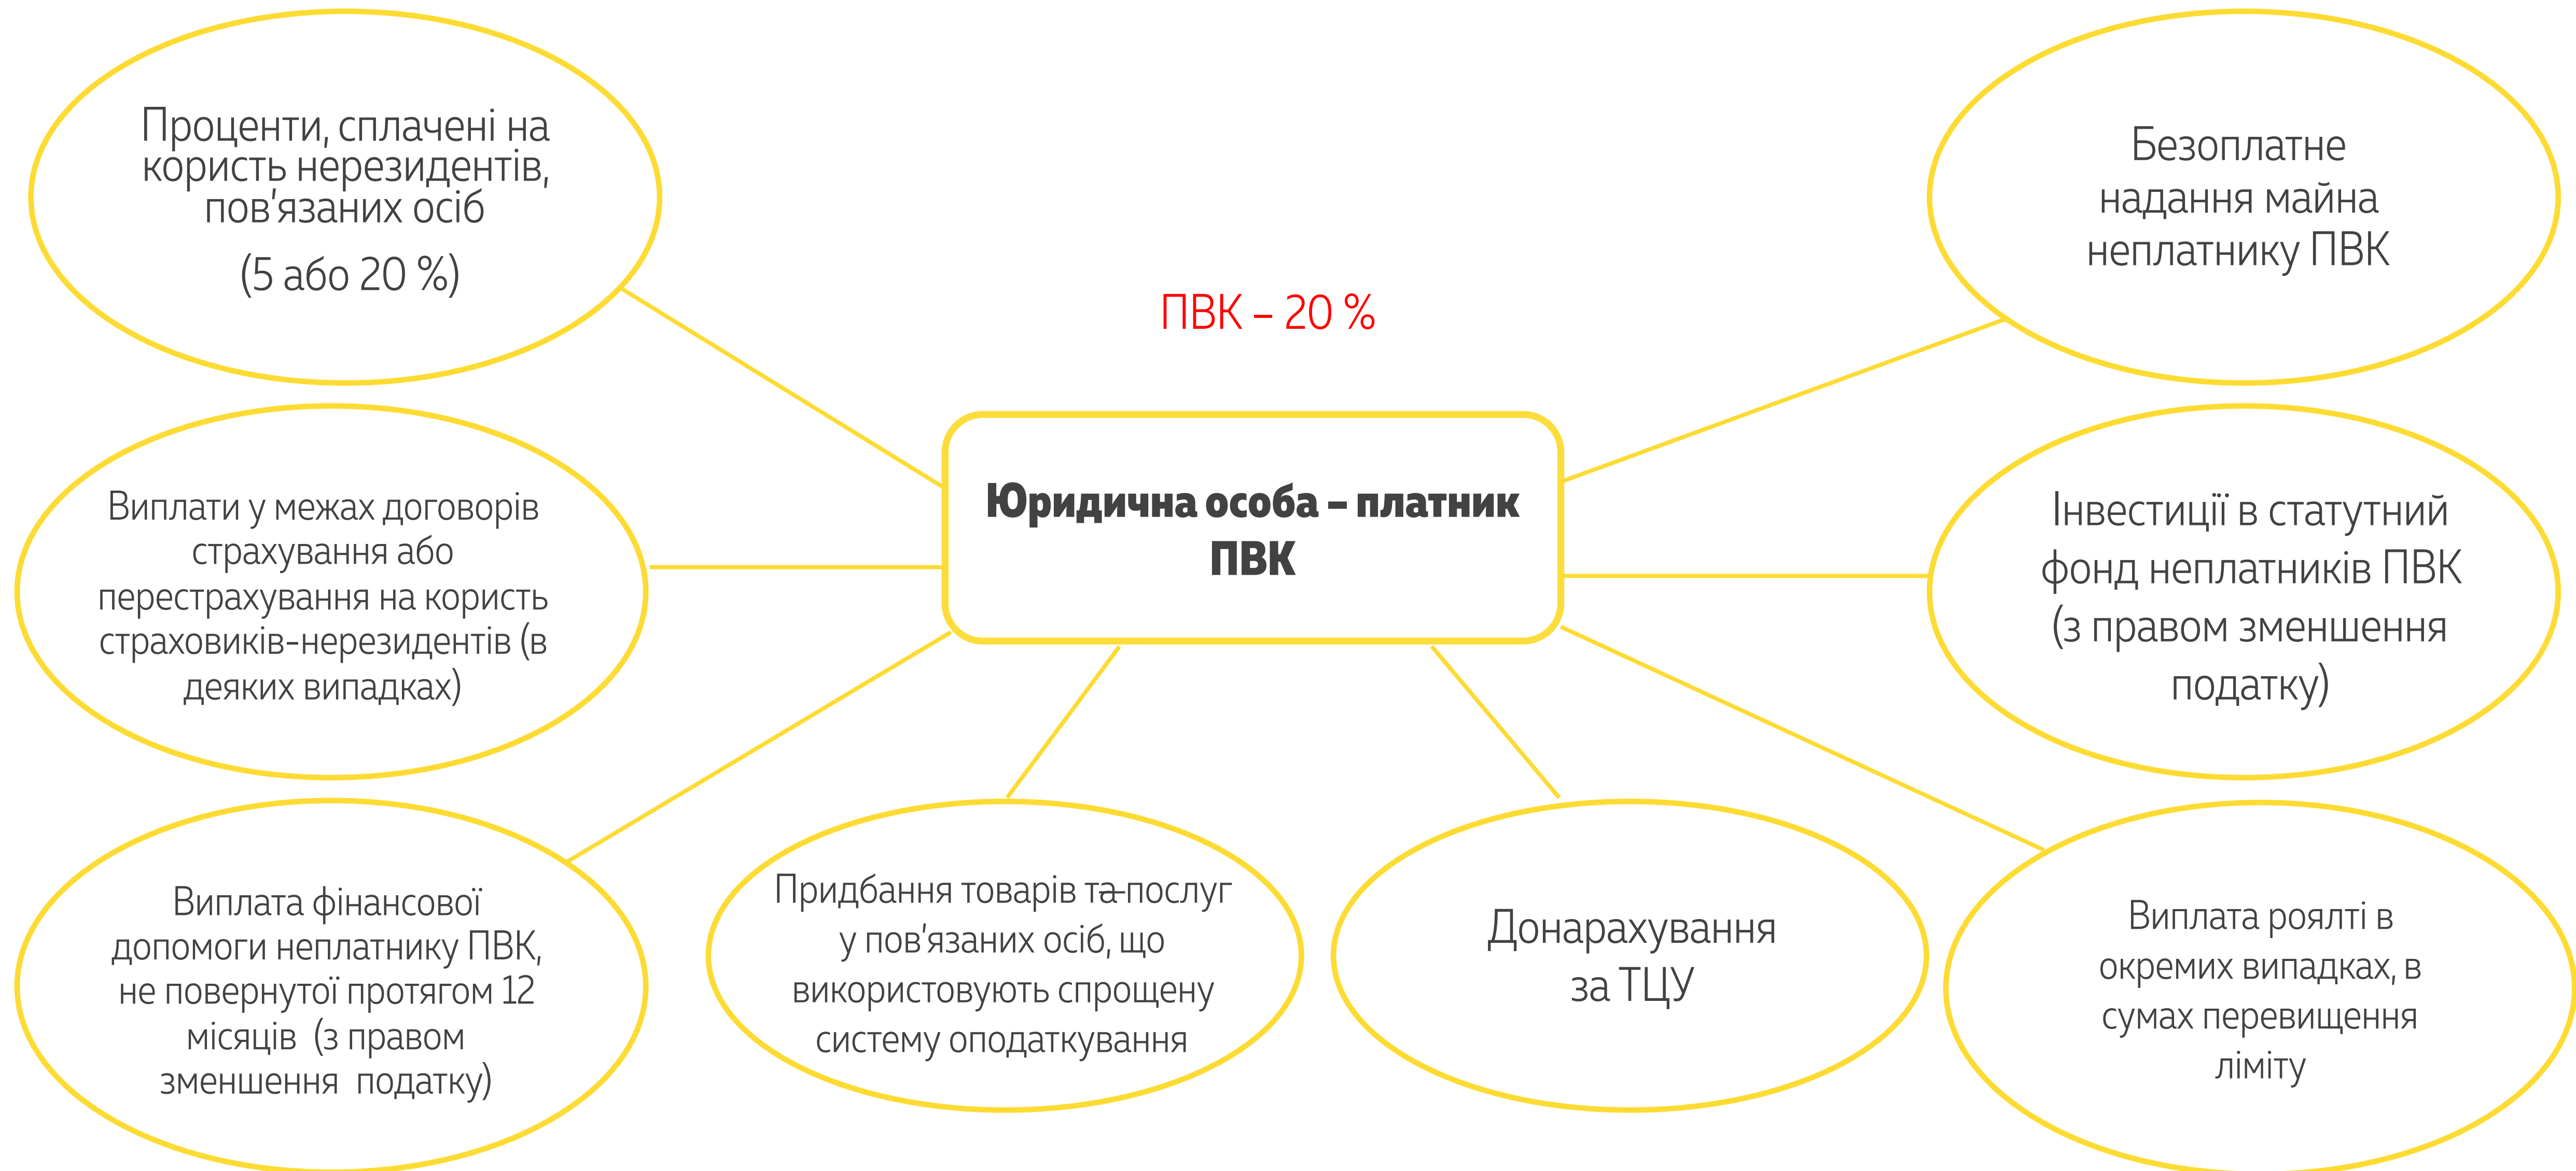 Проценти, сплачені на
користь нерезидентів,
пов'язаних осіб
(5 або 20 %)
Безоплатне
надання майна
неплатнику ПВК
ПВК – 20 %
Юридична особа – платник
ПВК
Виплати у межах договорів
страхування або
перестрахування на користь
страховиків-нерезидентів (в
деяких випадках)
Інвестиції в статутний
фонд неплатників ПВК
(з правом зменшення
податку)
Виплата фінансової
допомоги неплатнику ПВК,
не повернутої протягом 12
місяців (з правом
зменшення податку)
Придбання товарів та послуг
у пов'язаних осіб, що
використовують спрощену
систему оподаткування
Донарахування
за ТЦУ
Виплата роялті в
окремих випадках, в
сумах перевищення
ліміту